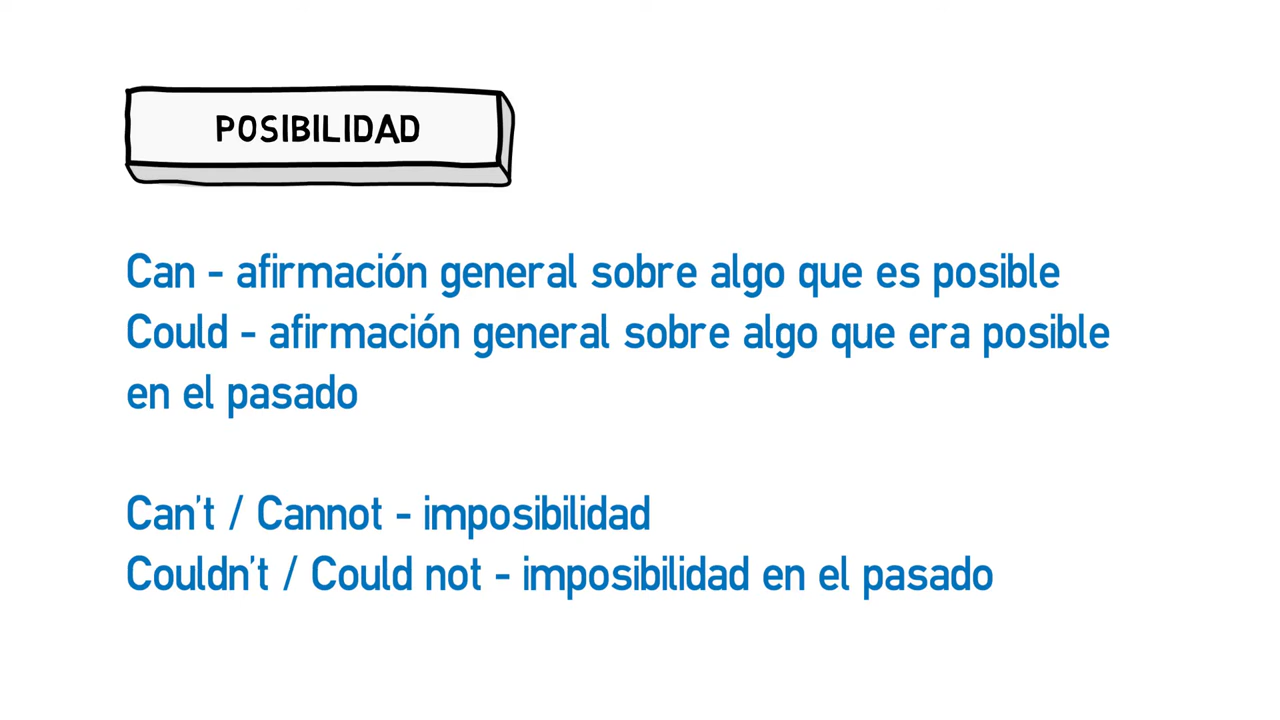 POSIBILIDAD
Can - afirmación general sobre algo que es posible
Could - afirmación general sobre algo que era posible
en el pasado
Can't / Cannot - imposibilidad
Couldn't / Could not - imposibilidad en el pasado